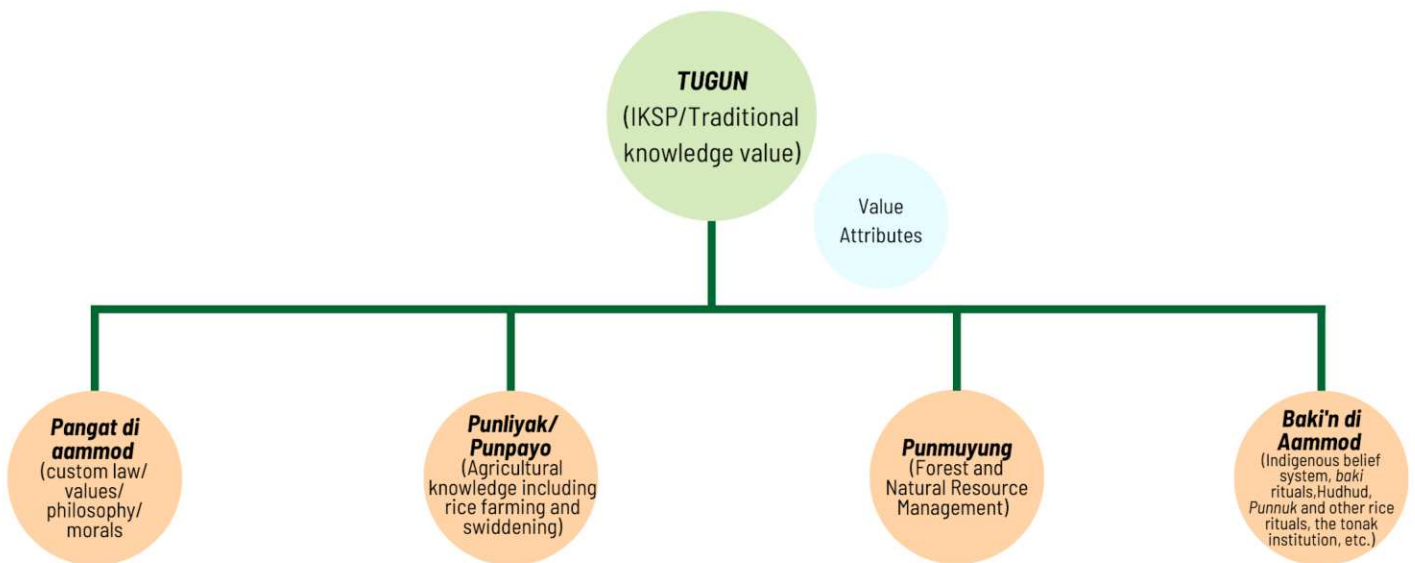 TUGUN
(IKSP/Traditional
knowledge value)
Value
Attributes
Pangat di
aammod
(custom law/
values/
philosophy/
morals
Punliyak/
Punpayo
(Agricultural
knowledge including
rice farming and
swiddening)
Punmuyung
(Forest and
Natural Resource
Management)
Baki'n di
Aammod
(Indigenous belief
system, baki
rituals,Hudhud,
Punnuk and other rice
rituals, the tonak
institution, etc.)